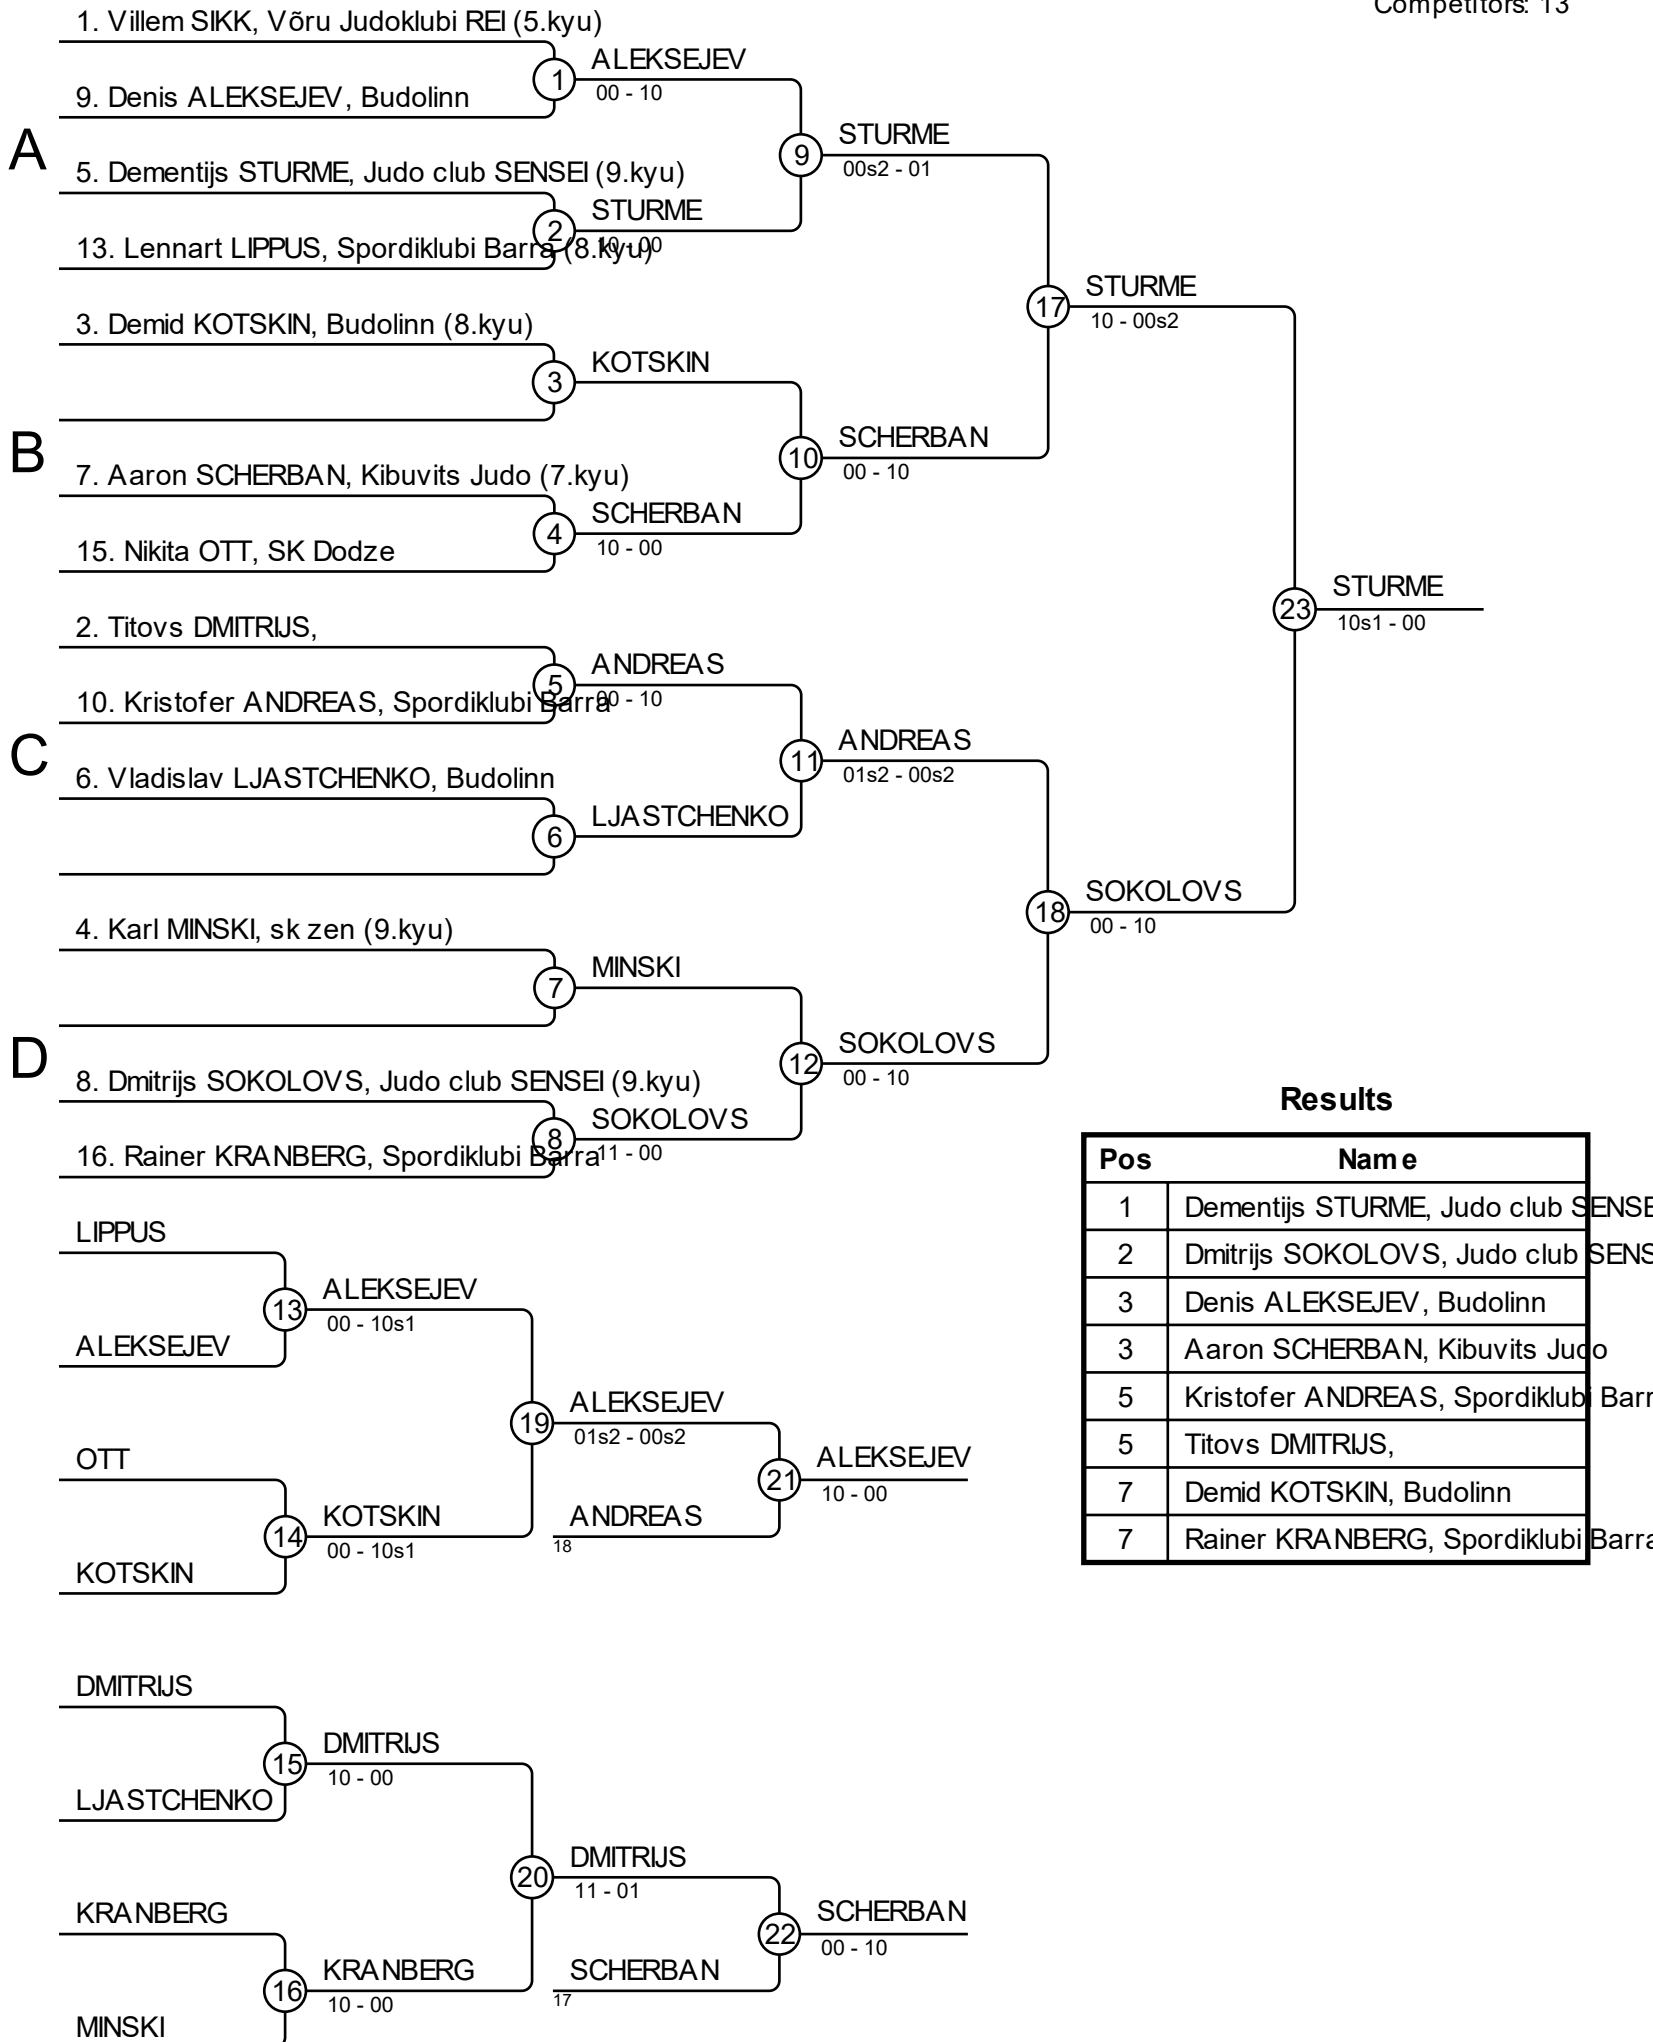 Competitors: 13
1. Villem SIKK, Võru Judoklubi REI (5.kyu)
1
ALEKSEJEV
00 - 10
9. Denis ALEKSEJEV, Budolinn
A
9
STURME
00s2 - 01
5. Dementijs STURME, Judo club SENSEI (9.kyu)
2
STURME
10 - 00
13. Lennart LIPPUS, Spordiklubi Barra (8.kyu)
17
STURME
10 - 00s2
3. Demid KOTSKIN, Budolinn (8.kyu)
3
KOTSKIN
B
10
SCHERBAN
00 - 10
7. Aaron SCHERBAN, Kibuvits Judo (7.kyu)
4
SCHERBAN
10 - 00
15. Nikita OTT, SK Dodze
23
STURME
10s1 - 00
2. Titovs DMITRIJS,
5
ANDREAS
00 - 10
10. Kristofer ANDREAS, Spordiklubi Barra
C
11
ANDREAS
01s2 - 00s2
6. Vladislav LJASTCHENKO, Budolinn
6
LJASTCHENKO
18
SOKOLOVS
00 - 10
4. Karl MINSKI, sk zen (9.kyu)
7
MINSKI
D
12
SOKOLOVS
00 - 10
8. Dmitrijs SOKOLOVS, Judo club SENSEI (9.kyu)
8
SOKOLOVS
11 - 00
16. Rainer KRANBERG, Spordiklubi Barra
Results
Pos Name
1 Dementijs STURME, Judo club SENSE
2 Dmitrijs SOKOLOVS, Judo club SENS
3 Denis ALEKSEJEV, Budolinn
3 Aaron SCHERBAN, Kibuvits Judo
5 Kristofer ANDREAS, Spordiklubi Barr
5 Titovs DMITRIJS,
7 Demid KOTSKIN, Budolinn
7 Rainer KRANBERG, Spordiklubi Barra
LIPPUS
13
ALEKSEJEV
00 - 10s1
ALEKSEJEV
19
ALEKSEJEV
01s2 - 00s2
OTT
14
KOTSKIN
00 - 10s1
KOTSKIN
21
ALEKSEJEV
10 - 00
ANDREAS
18
DMITRIJS
15
DMITRIJS
10 - 00
LJASTCHENKO
20
DMITRIJS
11 - 01
KRANBERG
16
KRANBERG
10 - 00
MINSKI
22
SCHERBAN
00 - 10
SCHERBAN
17